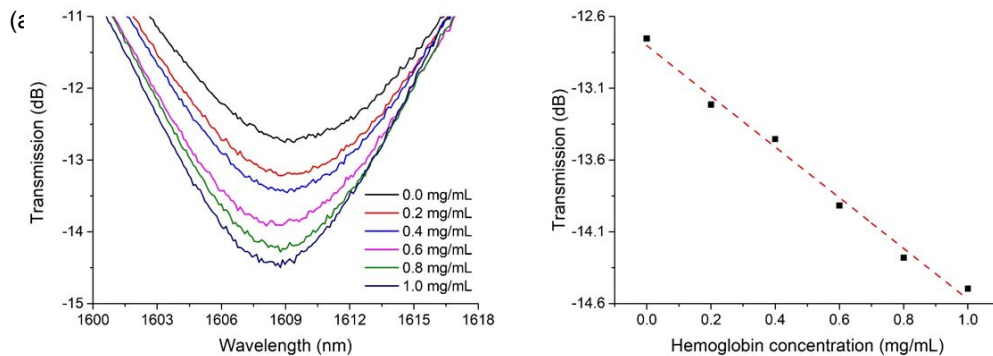 (a
-11
-12
-13
-14
-15
Transmission (dB)
0.0 mg/mL
0.2 mg/mL
0.4 mg/mL
0.6 mg/mL
0.8 mg/mL
1.0 mg/mL
1600 1603 1606 1609 1612 1615 1618
Wavelength (nm)
-12.6
-13.1
-13.6
-14.1
-14.6
Transmission (dB)
0.0 0.2 0.4 0.6 0.8 1.0
Hemoglobin concentration (mg/mL)